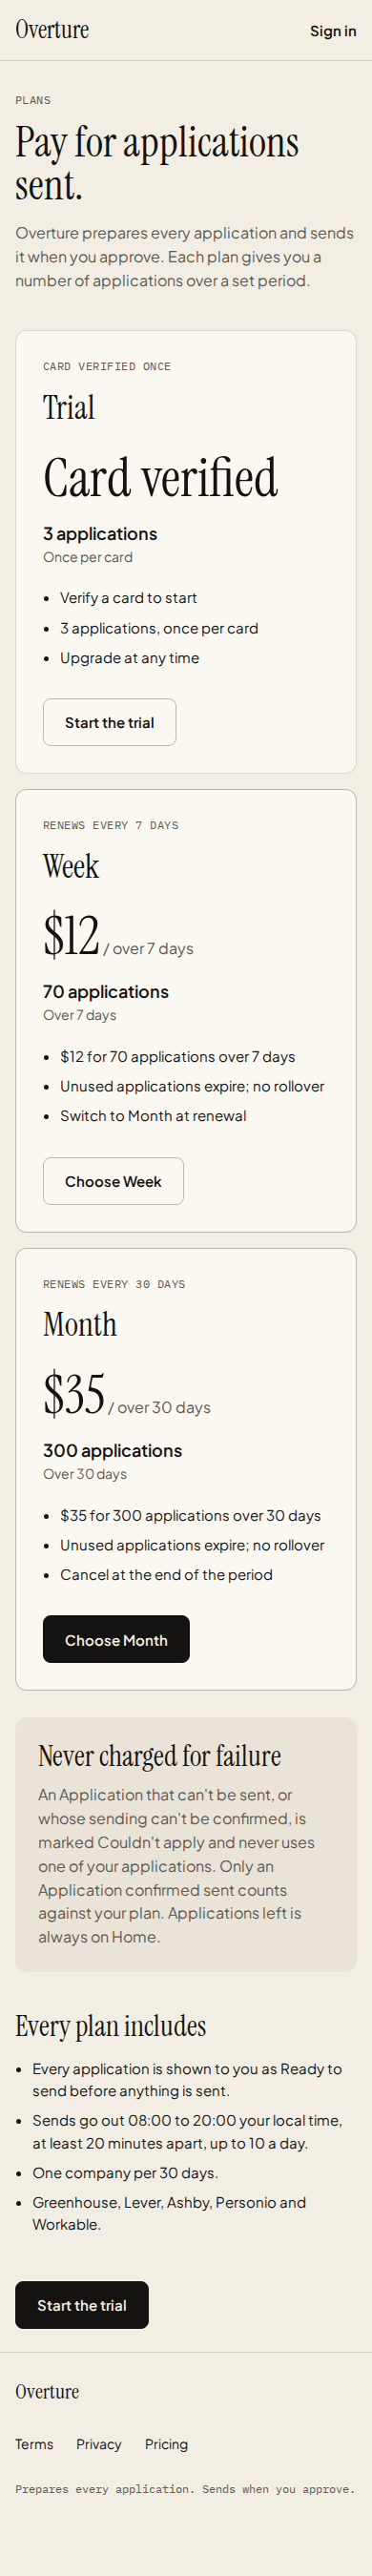 Overture
Sign in
PLANS
Pay for applications
sent.
Overture prepares every application and sends
it when you approve. Each plan gives you a
number of applications over a set period.
CARD VERIFIED ONCE
Trial
Card verified
3 applications
Once per card
• Verify a card to start
• 3 applications, once per card
• Upgrade at any time
Start the trial
RENEWS EVERY 7 DAYS
Week
$12 / over 7 days
70 applications
Over 7 days
• $12 for 70 applications over 7 days
• Unused applications expire; no rollover
• Switch to Month at renewal
Choose Week
RENEWS EVERY 30 DAYS
Month
$35 / over 30 days
300 applications
Over 30 days
• $35 for 300 applications over 30 days
• Unused applications expire; no rollover
• Cancel at the end of the period
Choose Month
Never charged for failure
An Application that can't be sent, or
whose sending can't be confirmed, is
marked Couldn't apply and never uses
one of your applications. Only an
Application confirmed sent counts
against your plan. Applications left is
always on Home.
Every plan includes
• Every application is shown to you as Ready to
send before anything is sent.
• Sends go out 08:00 to 20:00 your local time,
at least 20 minutes apart, up to 10 a day.
• One company per 30 days.
• Greenhouse, Lever, Ashby, Personio and
Workable.
Start the trial
Overture
Terms Privacy Pricing
Prepares every application. Sends when you approve.